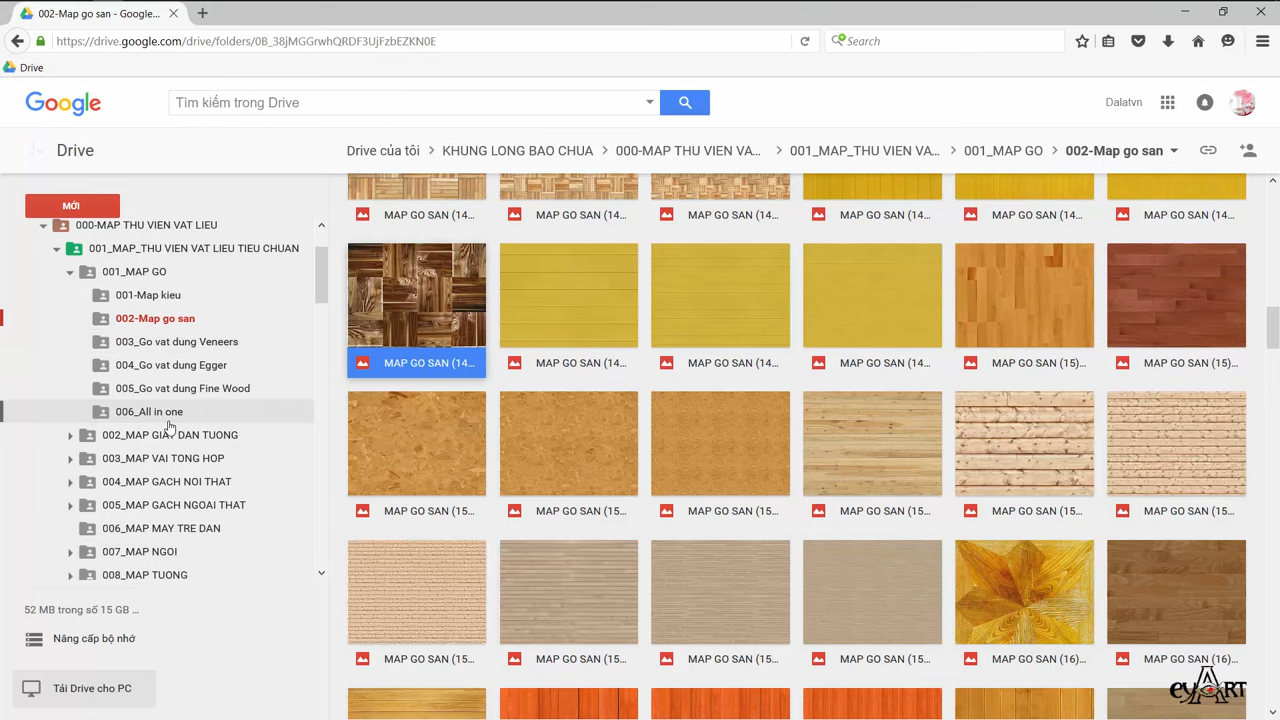 002-Map go san - Google...
https://drive.google.com/drive/folders/0B_38jMGGrwhQRDF3UjFzbEZKN0E
Search
Drive
Google
Tìm kiếm trong Drive
Dalatvn
Drive
Drive của tôi
KHUNG LONG BAO CHUA
000-MAP THU VIEN VA...
001_MAP_THU VIEN VA...
001_MAP GO
002-Map go san
MỚI
000-MAP THU VIEN VAT LIEU
001_MAP_THU VIEN VAT LIEU TIEU CHUAN
001_MAP GO
001-Map kieu
002-Map go san
003_Go vat dung Veneers
004_Go vat dung Egger
005_Go vat dung Fine Wood
006_All in one
002_MAP GIAY DAN TUONG
003_MAP VAI TONG HOP
004_MAP GACH NOI THAT
005_MAP GACH NGOAI THAT
006_MAP MAY TRE DAN
007_MAP NGOI
008_MAP TUONG
52 MB trong số 15 GB ...
Nâng cấp bộ nhớ
Tải Drive cho PC
MAP GO SAN (14...
MAP GO SAN (14...
MAP GO SAN (14...
MAP GO SAN (14...
MAP GO SAN (14...
MAP GO SAN (14...
MAP GO SAN (14...
MAP GO SAN (14...
MAP GO SAN (14...
MAP GO SAN (14...
MAP GO SAN (15)...
MAP GO SAN (15)...
MAP GO SAN (15...
MAP GO SAN (15...
MAP GO SAN (15...
MAP GO SAN (15...
MAP GO SAN (15...
MAP GO SAN (15...
MAP GO SAN (15...
MAP GO SAN (15...
MAP GO SAN (15...
MAP GO SAN (15...
MAP GO SAN (16)...
MAP GO SAN (16)...
eyART